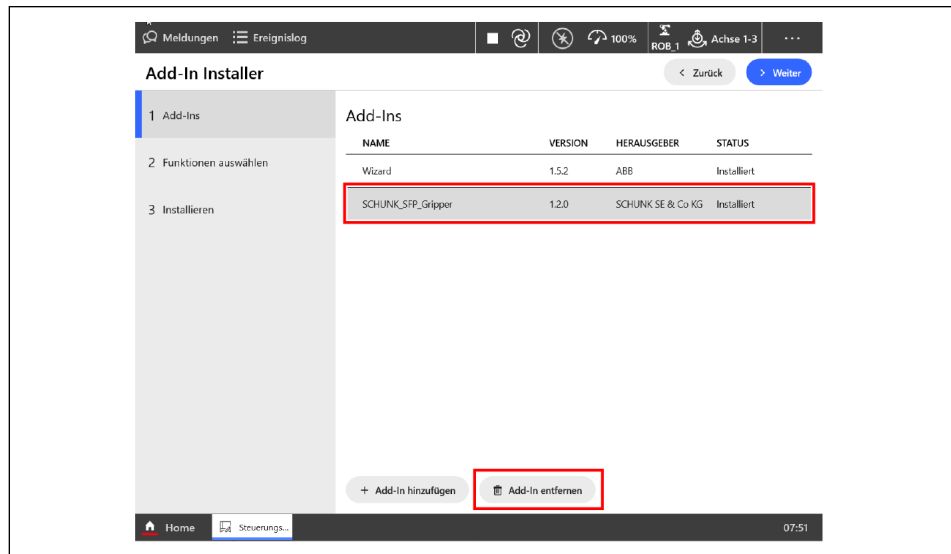 Meldungen Ereignislog 100% ROB_1 Achse 1-3 ...
Add-In Installer Zurück Weiter
1 Add-Ins
2 Funktionen auswählen
3 Installieren
Add-Ins
NAME VERSION HERAUSGEBER STATUS
Wizard 1.5.2 ABB Installiert
SCHUNK_SFP_Gripper 1.2.0 SCHUNK SE & Co KG Installiert
+ Add-In hinzufügen Add-In entfernen
Home Steuerungs... 07:51